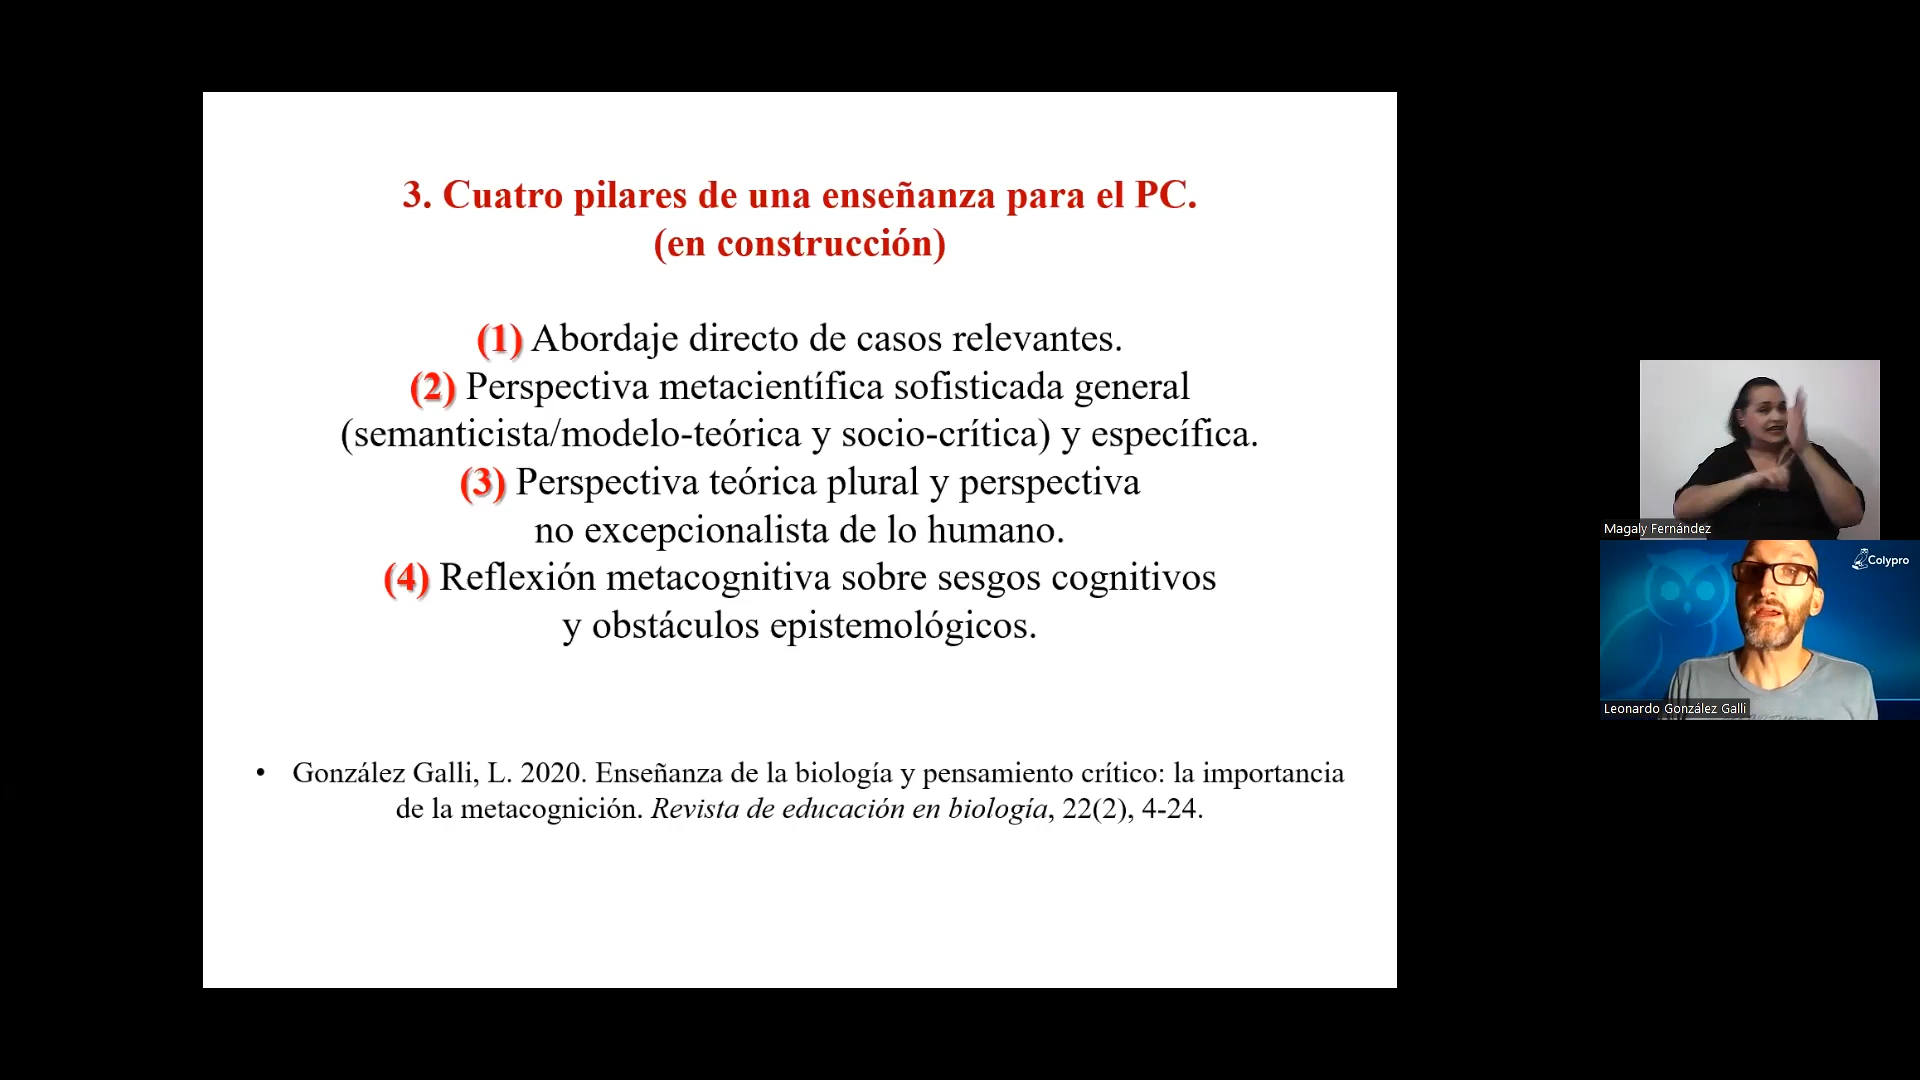 3. Cuatro pilares de una enseñanza para el PC.
(en construcción)
(1) Abordaje directo de casos relevantes.
(2) Perspectiva metacientífica sofisticada general
(semanticista/modelo-teórica y socio-crítica) y específica.
(3) Perspectiva teórica plural y perspectiva
no excepcionalista de lo humano.
(4) Reflexión metacognitiva sobre sesgos cognitivos
y obstáculos epistemológicos.
• González Galli, L. 2020. Enseñanza de la biología y pensamiento crítico: la importancia
de la metacognición. Revista de educación en biología, 22(2), 4-24.
Magaly Fernández
Colypro
Leonardo González Galli